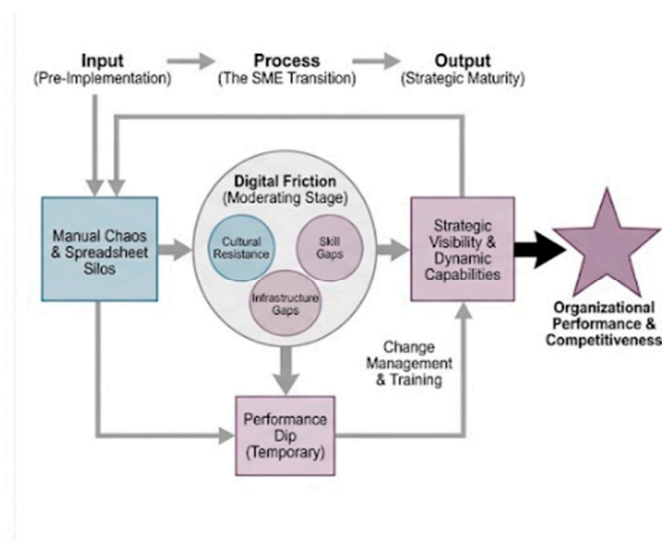 Input
(Pre-Implementation)
Process
(The SME Transition)
Output
(Strategic Maturity)
Digital Friction
(Moderating Stage)
Manual Chaos
& Spreadsheet
Silos
Cultural
Resistance
Skill
Gaps
Infrastructure
Gaps
Strategic
Visibility &
Dynamic
Capabilities
Organizational
Performance &
Competitiveness
Change
Management
& Training
Performance
Dip
(Temporary)